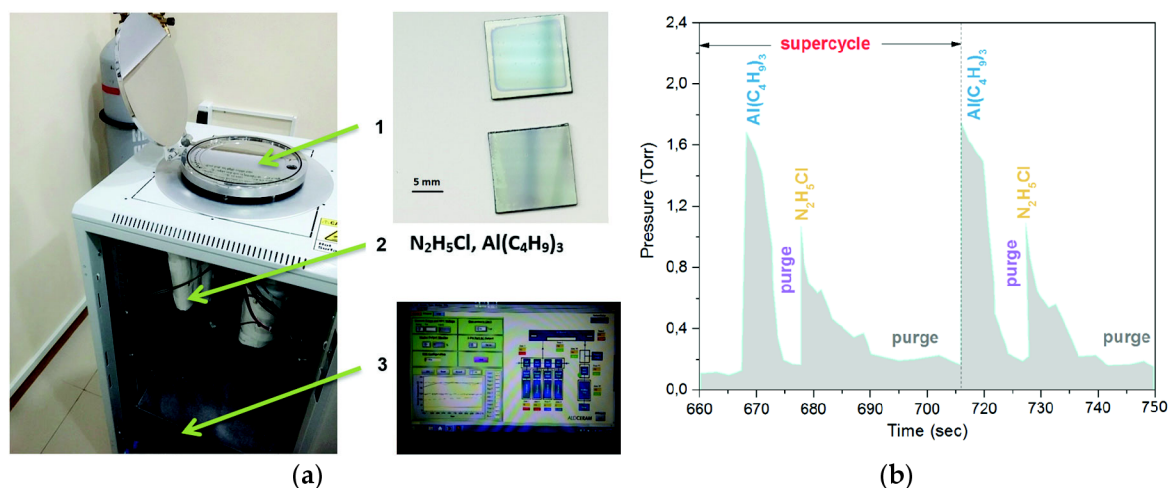 1
2
3
5 mm
N₂H₅Cl, Al(C₄H₉)₃
(a)
2,4
2,0
1,6
1,2
0,8
0,4
0,0
Pressure (Torr)
supercycle
Al(C₄H₉)₃
purge
N₂H₅Cl
purge
Al(C₄H₉)₃
purge
N₂H₅Cl
purge
660 670 680 690 700 710 720 730 740 750
Time (sec)
(b)